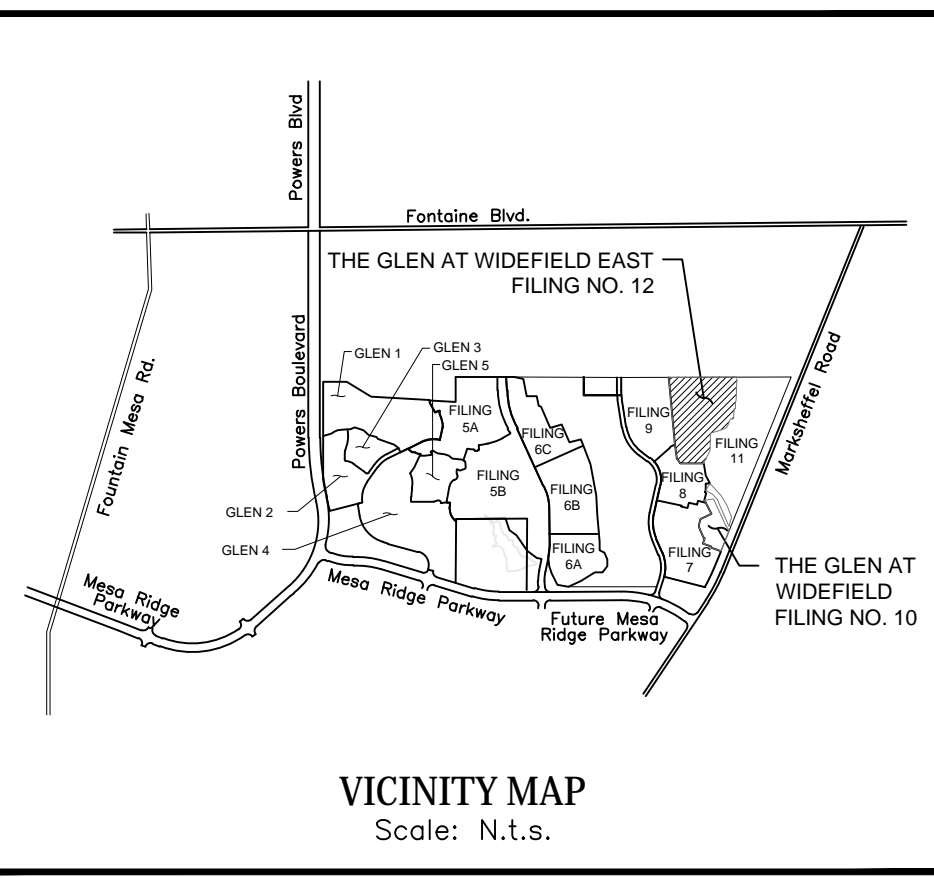 Powers Blvd
Fontaine Blvd.
THE GLEN AT WIDEFIELD EAST
FILING NO. 12
Powers Boulevard
Fountain Mesa Rd.
Marksheffel Road
GLEN 1
GLEN 3
GLEN 5
FILING
5A
FILING
6C
FILING
9
FILING
11
FILING
5B
FILING
6B
FILING
8
GLEN 2
GLEN 4
FILING
6A
FILING
7
THE GLEN AT
WIDEFIELD
FILING NO. 10
Mesa Ridge
Parkway
Mesa Ridge Parkway
Future Mesa
Ridge Parkway
VICINITY MAP
Scale: N.t.s.